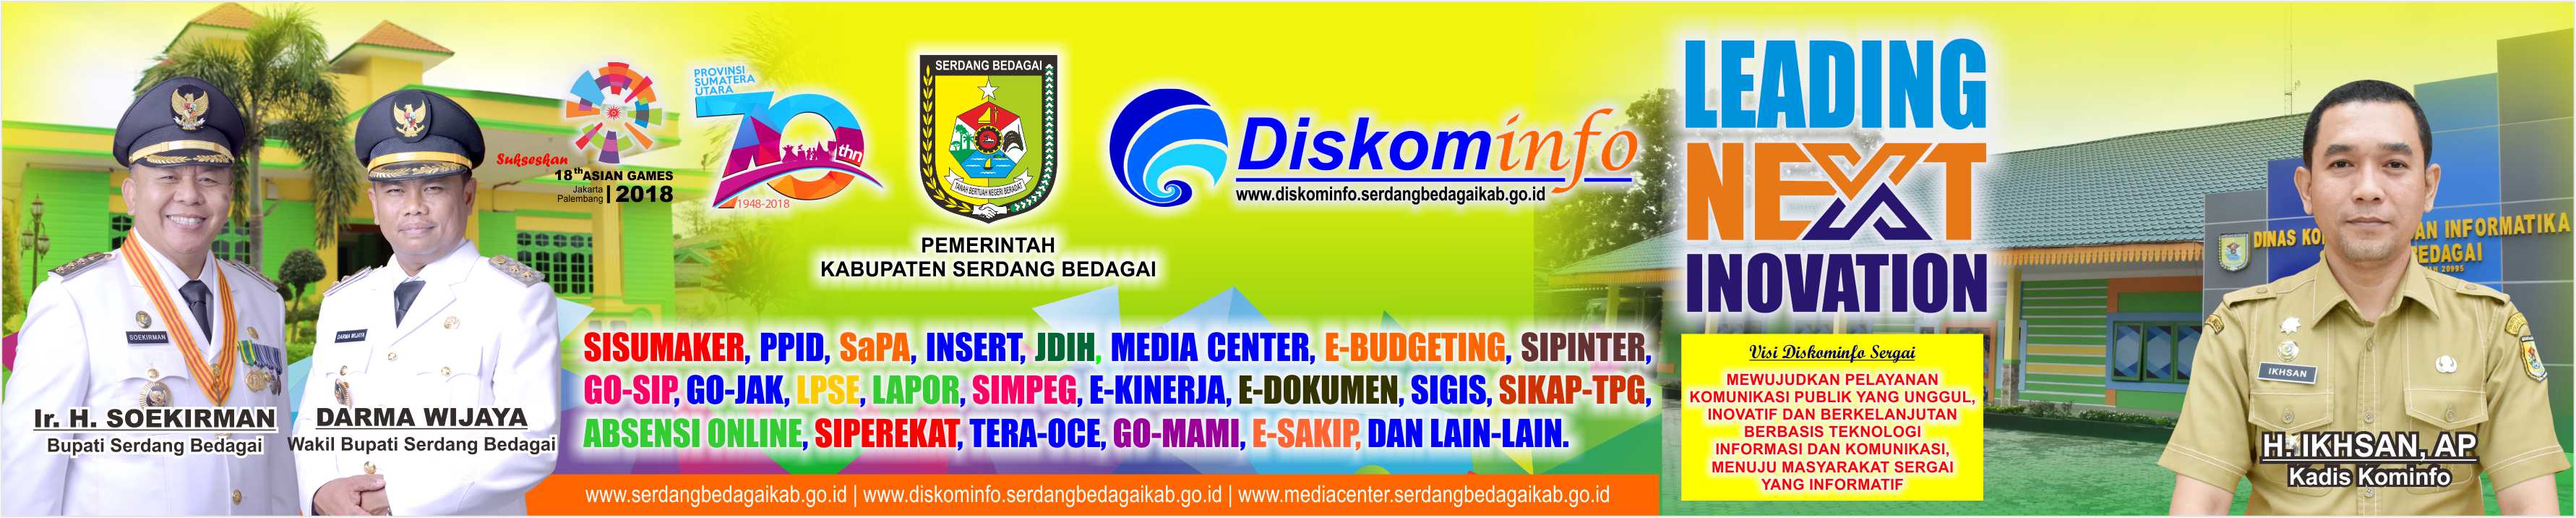 SOEKIRMAN
Ir. H. SOEKIRMAN
Bupati Serdang Bedagai
DARMA WIJAYA
DARMA WIJAYA
Wakil Bupati Serdang Bedagai
Sukseskan
18th ASIAN GAMES
Jakarta
Palembang | 2018
PROVINSI
SUMATERA
UTARA
70 thn
1948-2018
SERDANG BEDAGAI
TANAH BERTUAH NEGERI BERADAT
PEMERINTAH
KABUPATEN SERDANG BEDAGAI
Diskominfo
www.diskominfo.serdangbedagaikab.go.id
SISUMAKER, PPID, SaPA, INSERT, JDIH, MEDIA CENTER, E-BUDGETING, SIPINTER,
GO-SIP, GO-JAK, LPSE, LAPOR, SIMPEG, E-KINERJA, E-DOKUMEN, SIGIS, SIKAP-TPG,
ABSENSI ONLINE, SIPEREKAT, TERA-OCE, GO-MAMI, E-SAKIP, DAN LAIN-LAIN.
www.serdangbedagaikab.go.id | www.diskominfo.serdangbedagaikab.go.id | www.mediacenter.serdangbedagaikab.go.id
LEADING
NEXT
INOVATION
Visi Diskominfo Sergai
MEWUJUDKAN PELAYANAN
KOMUNIKASI PUBLIK YANG UNGGUL,
INOVATIF DAN BERKELANJUTAN
BERBASIS TEKNOLOGI
INFORMASI DAN KOMUNIKASI,
MENUJU MASYARAKAT SERGAI
YANG INFORMATIF
DINAS INFORMATIKA
20995
IKHSAN
H. IKHSAN, AP
Kadis Kominfo